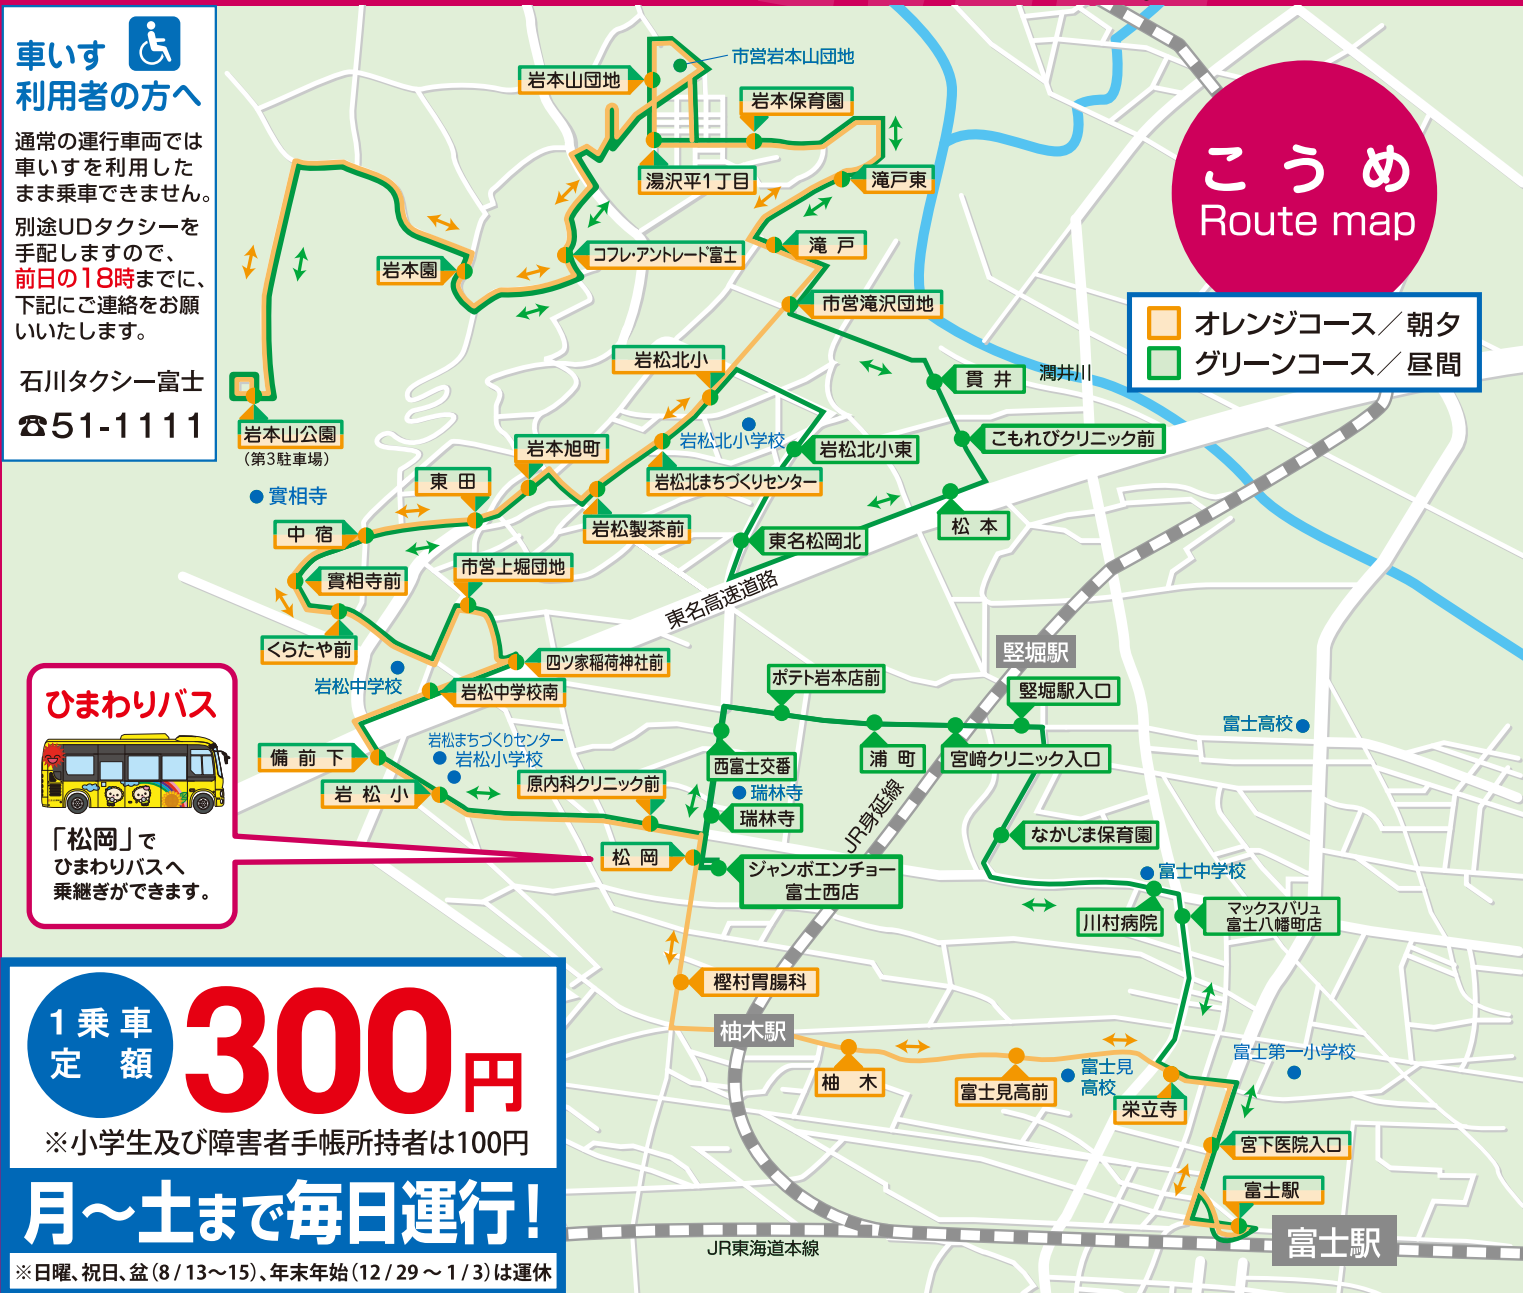 車いす
利用者の方へ
通常の運行車両では
車いすを利用した
まま乗車できません。
別途UDタクシーを
手配しますので、
前日の18時までに、
下記にご連絡をお願
いいたします。
石川タクシー富士
☎51-1111
こうめ
Route map
オレンジコース／朝夕
グリーンコース／昼間
市営岩本山団地
岩本山団地
岩本保育園
湯沢平1丁目
滝戸東
滝戸
コフレ・アントレード富士
岩本園
市営滝沢団地
岩松北小
貫井
潤井川
岩本山公園
(第3駐車場)
岩松北小学校
岩松北小東
こもれびクリニック前
岩本旭町
東田
岩松北まちづくりセンター
實相寺
岩松製茶前
松本
中宿
東名松岡北
市営上堀団地
實相寺前
東名高速道路
くらたや前
四ツ家稲荷神社前
竪堀駅
岩松中学校
岩松中学校南
ポテト岩本店前
竪堀駅入口
ひまわりバス
富士高校
備前下
岩松まちづくりセンター
岩松小学校
西富士交番
浦町
宮﨑クリニック入口
岩松小
原内科クリニック前
瑞林寺
瑞林寺
JR身延線
なかじま保育園
「松岡」で
ひまわりバスへ
乗継ぎができます。
松岡
ジャンボエンチョー
富士西店
富士中学校
川村病院
マックスバリュ
富士八幡町店
樫村胃腸科
柚木駅
1乗車
定額
300円
※小学生及び障害者手帳所持者は100円
柚木
富士見高前
富士見
高校
富士第一小学校
栄立寺
宮下医院入口
富士駅
富士駅
JR東海道本線
月～土まで毎日運行！
※日曜、祝日、盆(8/13～15)、年末年始(12/29～1/3)は運休